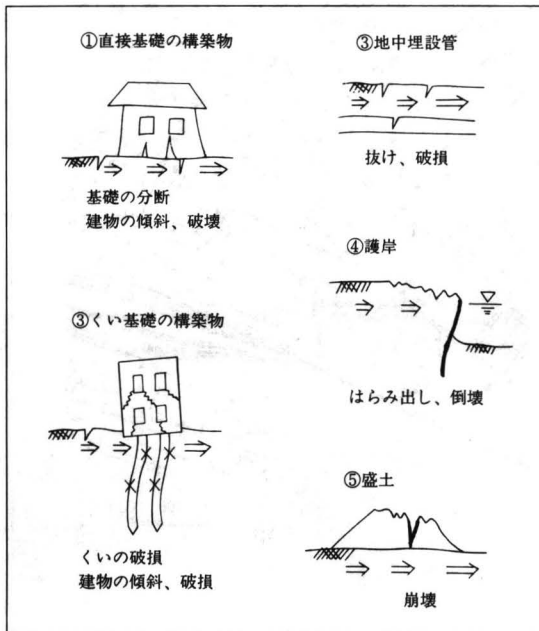 ①直接基礎の構築物
基礎の分断
建物の傾斜、破壊
③くい基礎の構築物
くいの破損
建物の傾斜、破損
③地中埋設管
抜け、破損
④護岸
はらみ出し、倒壊
⑤盛土
崩壊